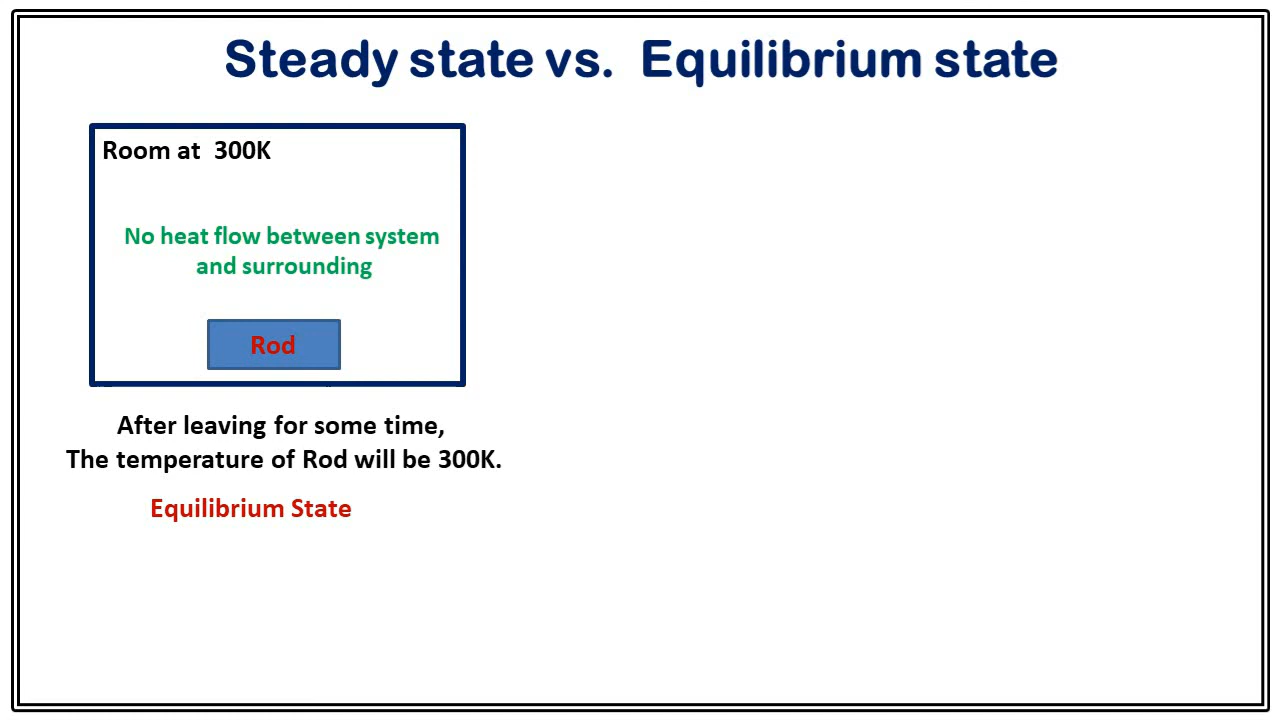 Steady state vs. Equilibrium state
Room at 300K
No heat flow between system
and surrounding
Rod
After leaving for some time,
The temperature of Rod will be 300K.
Equilibrium State